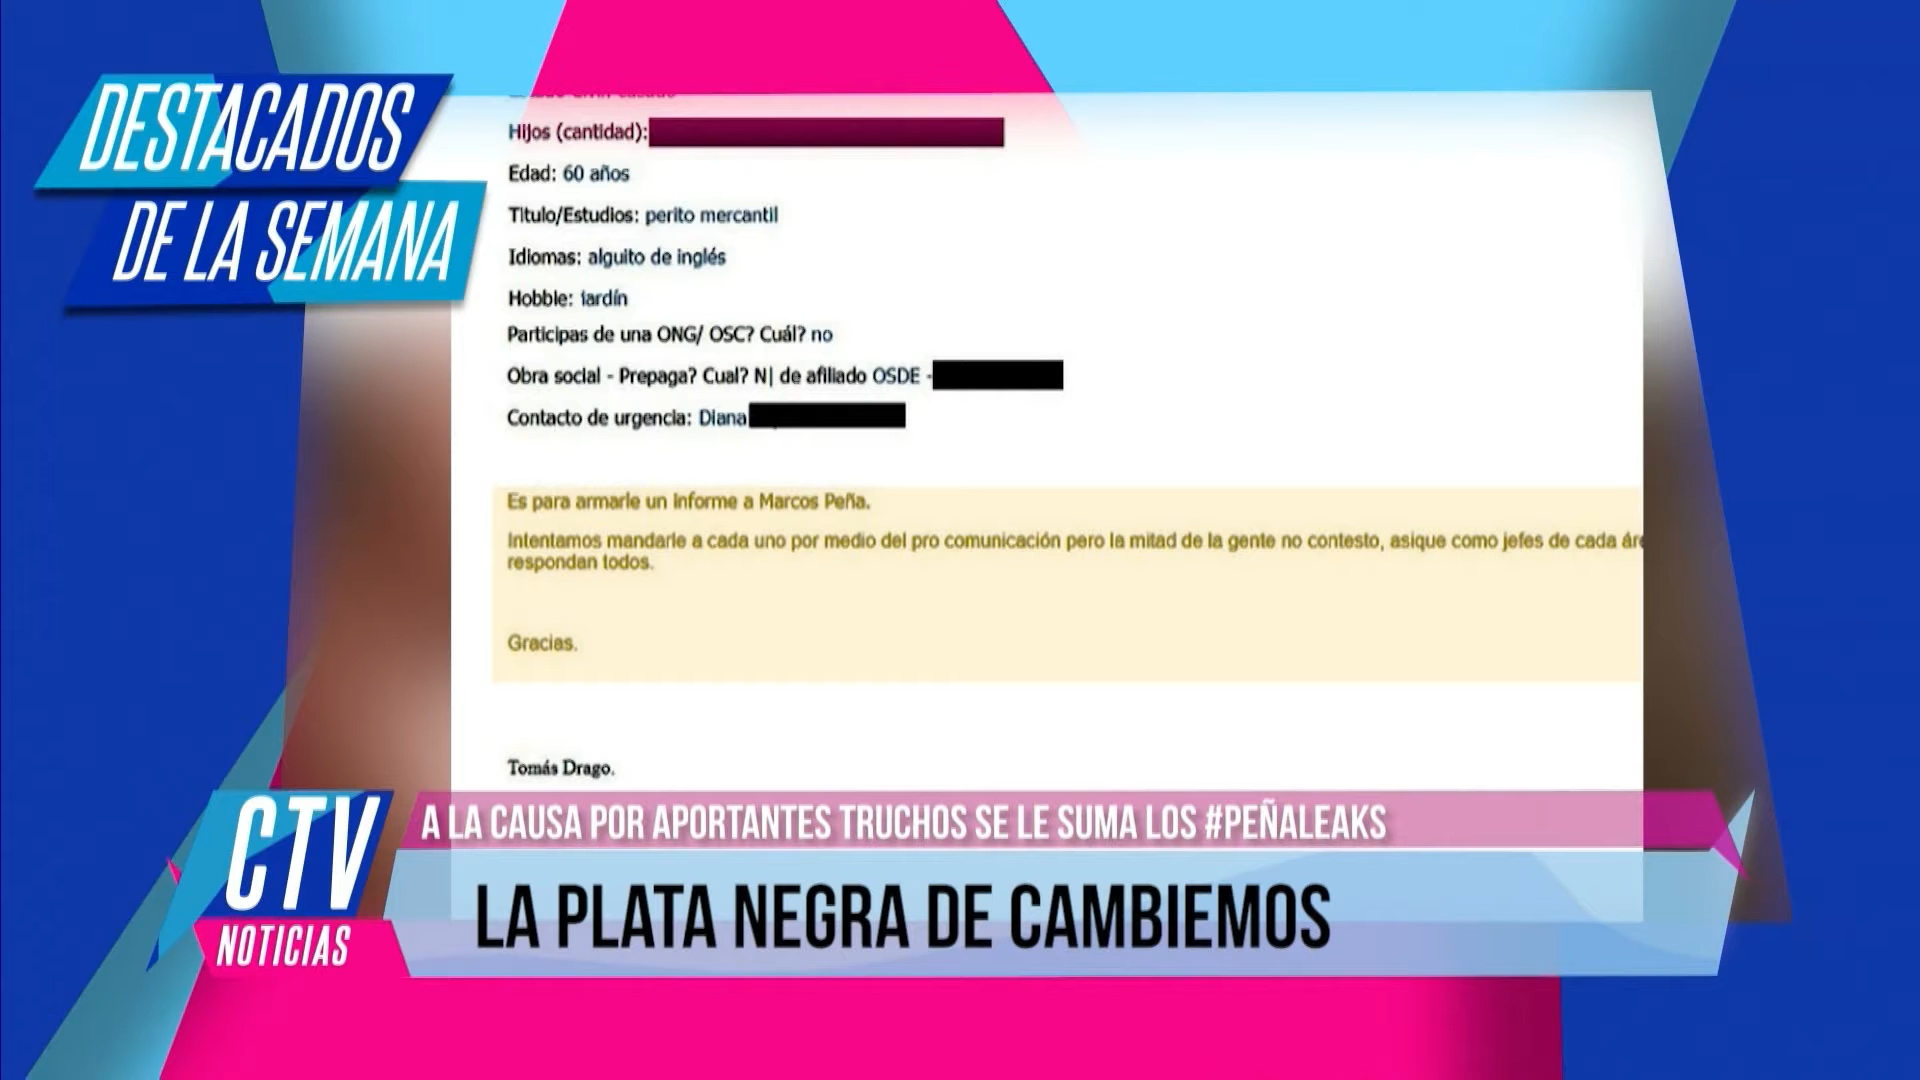 DESTACADOS
DE LA SEMANA
Hijos (cantidad):
Edad: 60 años
Titulo/Estudios: perito mercantil
Idiomas: alguito de inglés
Hobbie: jardín
Participas de una ONG/ OSC? Cuál? no
Obra social - Prepaga? Cual? N| de afiliado OSDE -
Contacto de urgencia: Diana
Es para armarle un informe a Marcos Peña.
Intentamos mandarle a cada uno por medio del pro comunicación pero la mitad de la gente no contesto, asique como jefes de cada
respondan todos.
Gracias.
Tomás Drago.
A LA CAUSA POR APORTANTES TRUCHOS SE LE SUMA LOS #PEÑALEAKS
CTV
NOTICIAS
LA PLATA NEGRA DE CAMBIEMOS